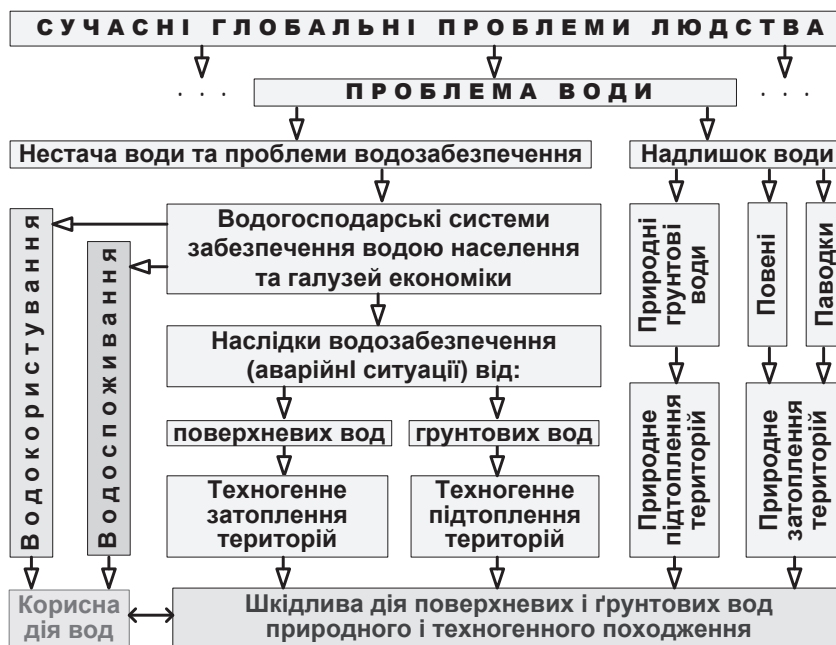 СУЧАСНІ ГЛОБАЛЬНІ ПРОБЛЕМИ ЛЮДСТВА
. . .
ПРОБЛЕМА ВОДИ
. . .
Нестача води та проблеми водозабезпечення
Надлишок води
Водокористування
Водоспоживання
Водогосподарські системи
забезпечення водою населення
та галузей економіки
Наслідки водозабезпечення
(аварійні ситуації) від:
поверхневих вод
грунтових вод
Техногенне
затоплення
територій
Техногенне
підтоплення
територій
Природні
грунтові
води
Повені
Паводки
Природне
підтоплення
територій
Природне
затоплення
територій
Корисна
дія вод
Шкідлива дія поверхневих і ґрунтових вод
природного і техногенного походження